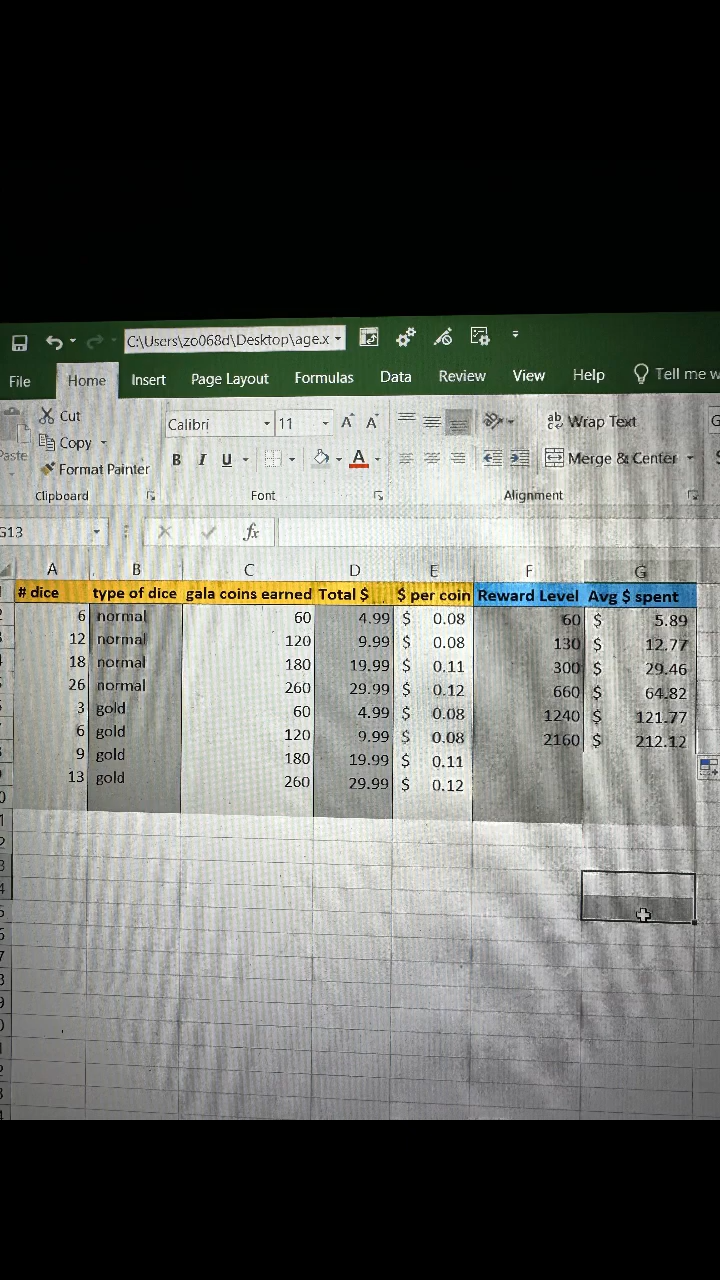 C:\Users\zo068d\Desktop\age.x
File Home Insert Page Layout Formulas Data Review View Help Tell me w
Cut
Copy
Paste
Format Painter
Calibri 11 A A
B I U A
ab Wrap Text
Merge & Center
Clipboard Font Alignment
G13 fx
A B C D E F G
# dice type of dice gala coins earned Total $ $ per coin Reward Level Avg $ spent
6 normal 60 4.99 $ 0.08 60 $ 5.89
12 normal 120 9.99 $ 0.08 130 $ 12.77
18 normal 180 19.99 $ 0.11 300 $ 29.46
26 normal 260 29.99 $ 0.12 660 $ 64.82
3 gold 60 4.99 $ 0.08 1240 $ 121.77
6 gold 120 9.99 $ 0.08 2160 $ 212.12
9 gold 180 19.99 $ 0.11
13 gold 260 29.99 $ 0.12